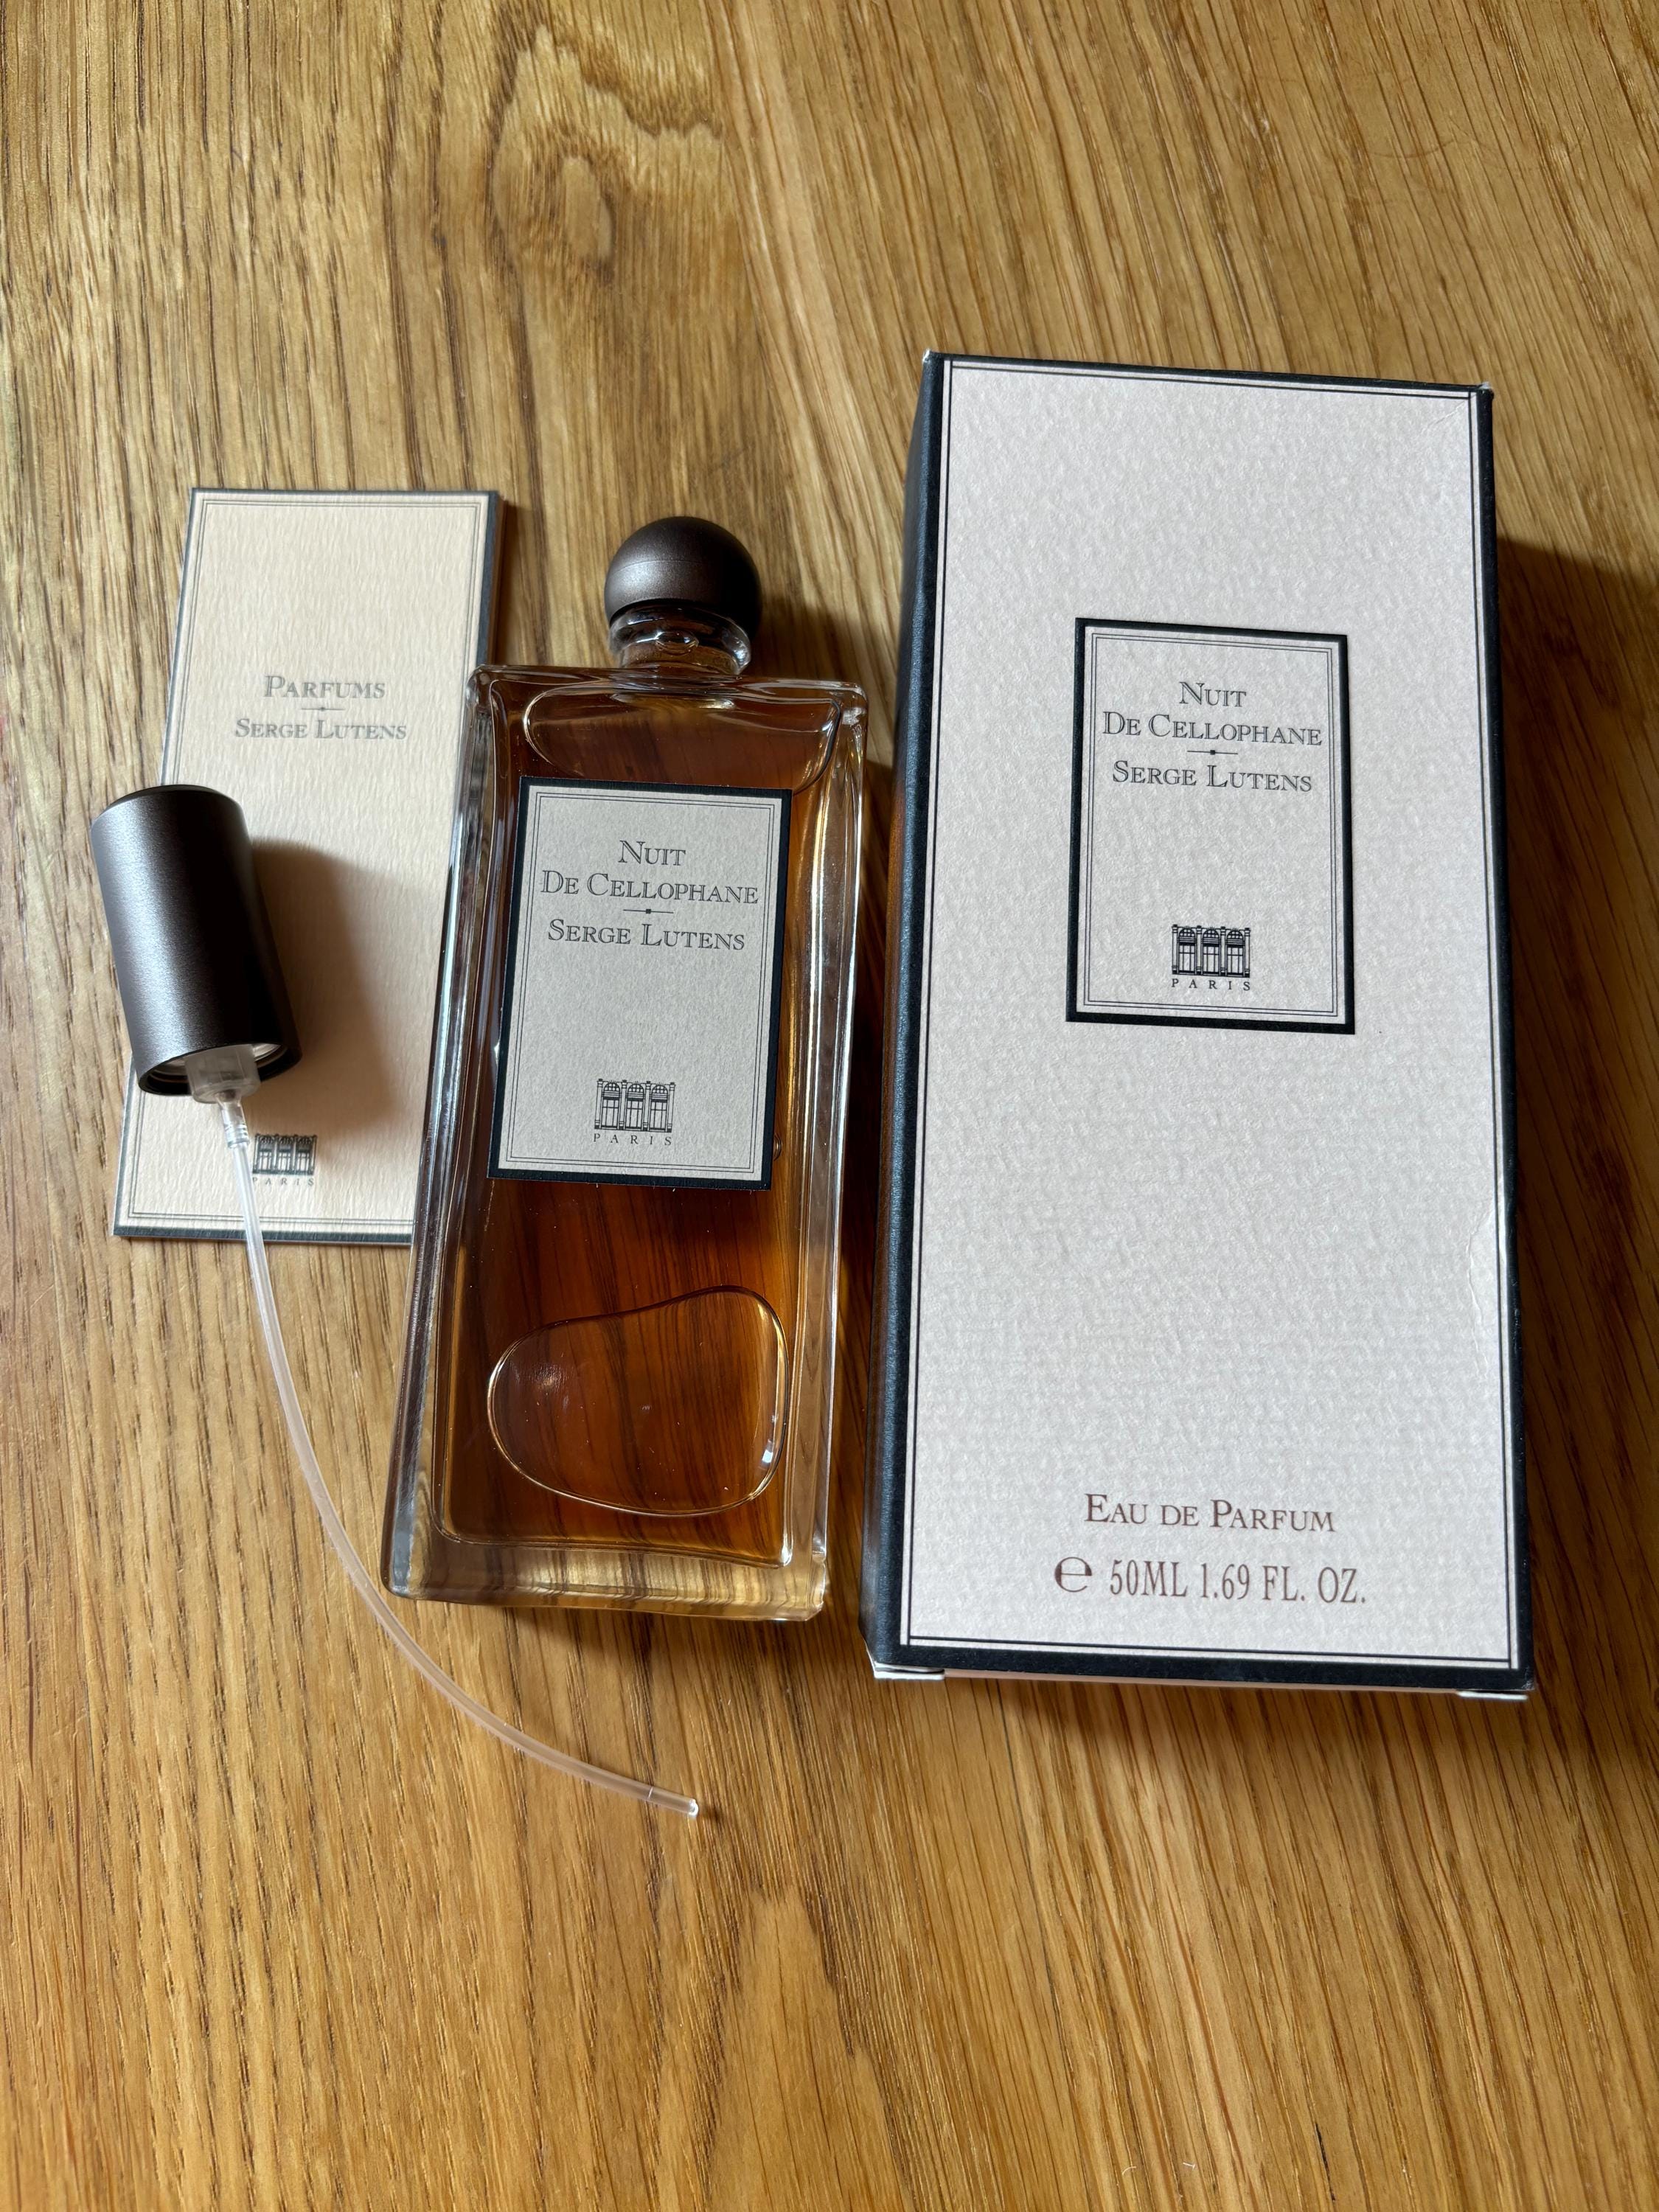 PARFUMS
SERGE LUTENS
PARIS
NUIT
DE CELLOPHANE
SERGE LUTENS
PARIS
NUIT
DE CELLOPHANE
SERGE LUTENS
PARIS
EAU DE PARFUM
℮ 50ML 1.69 FL. OZ.